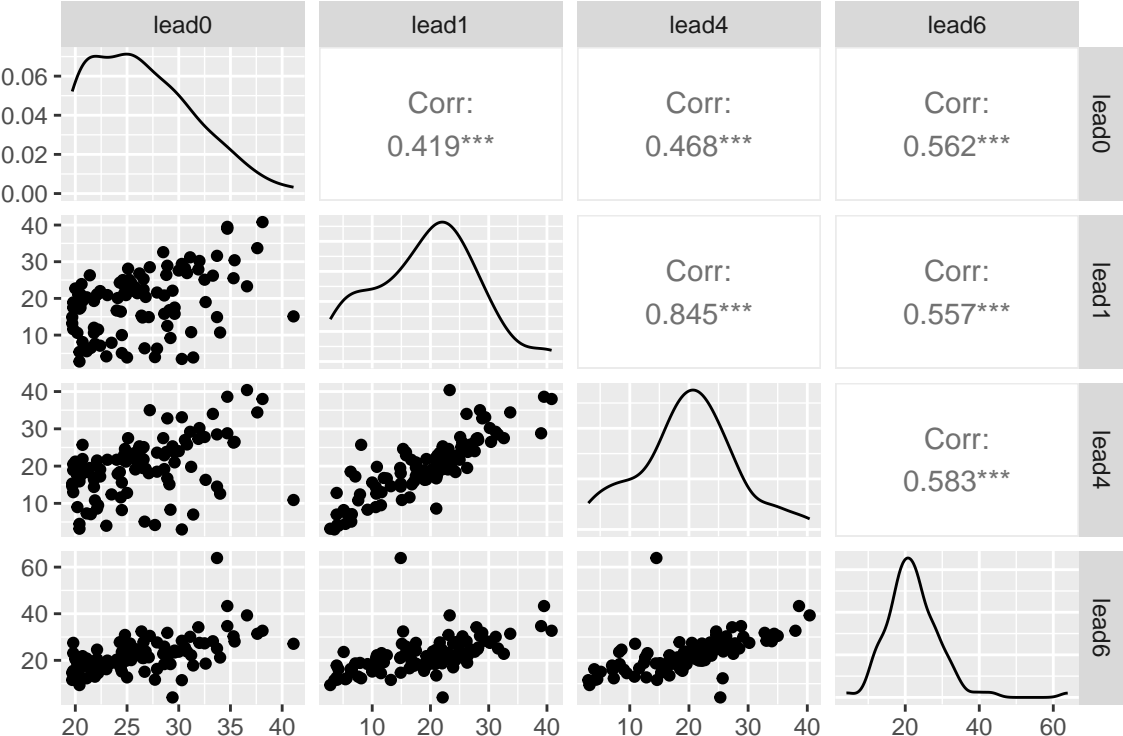 lead0 lead1 lead4 lead6
0.06
0.04
0.02
0.00
Corr:
0.419***
Corr:
0.468***
Corr:
0.562***
lead0
40
30
20
10
Corr:
0.845***
Corr:
0.557***
lead1
40
30
20
10
Corr:
0.583***
lead4
60
40
20
lead6
20 25 30 35 40
10 20 30 40
10 20 30 40
20 40 60